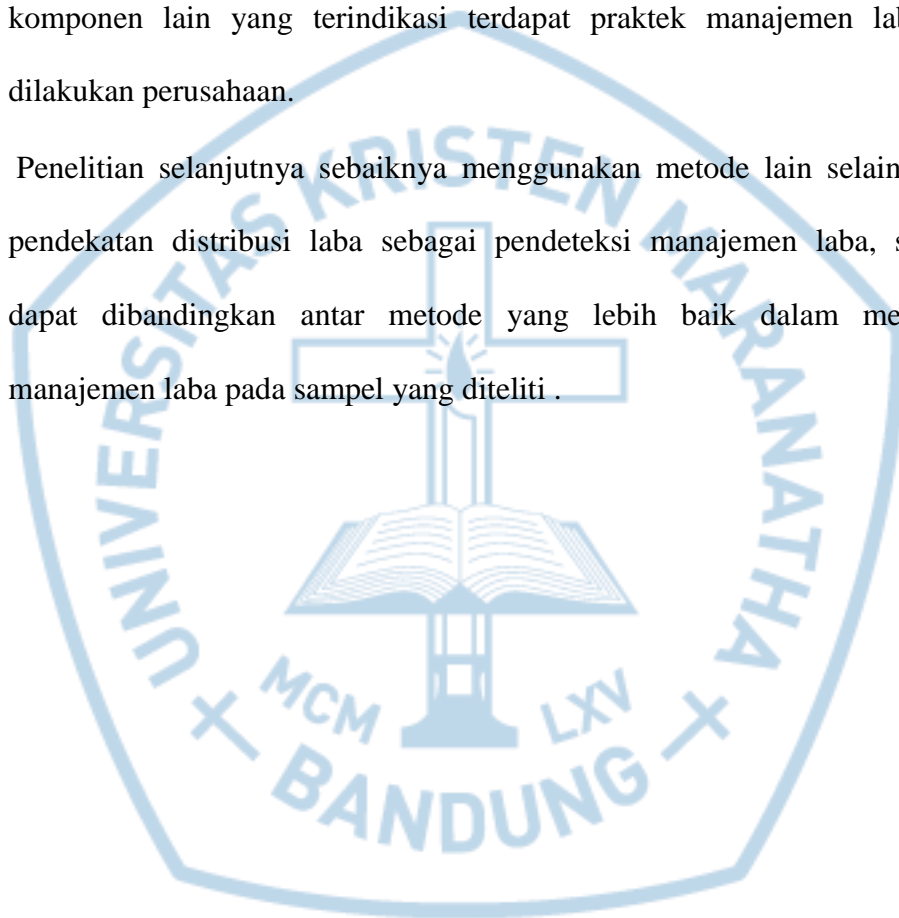 komponen lain yang terindikasi terdapat praktek manajemen
dilakukan perusahaan.
Penelitian selanjutnya sebaiknya menggunakan metode lain selain
pendekatan distribusi laba sebagai pendeteksi manajemen laba,
dapat dibandingkan antar metode yang lebih baik dalam
manajemen laba pada sampel yang diteliti .
UNIVERSITAS KRISTEN MARANATHA
MCM LXV
BANDUNG